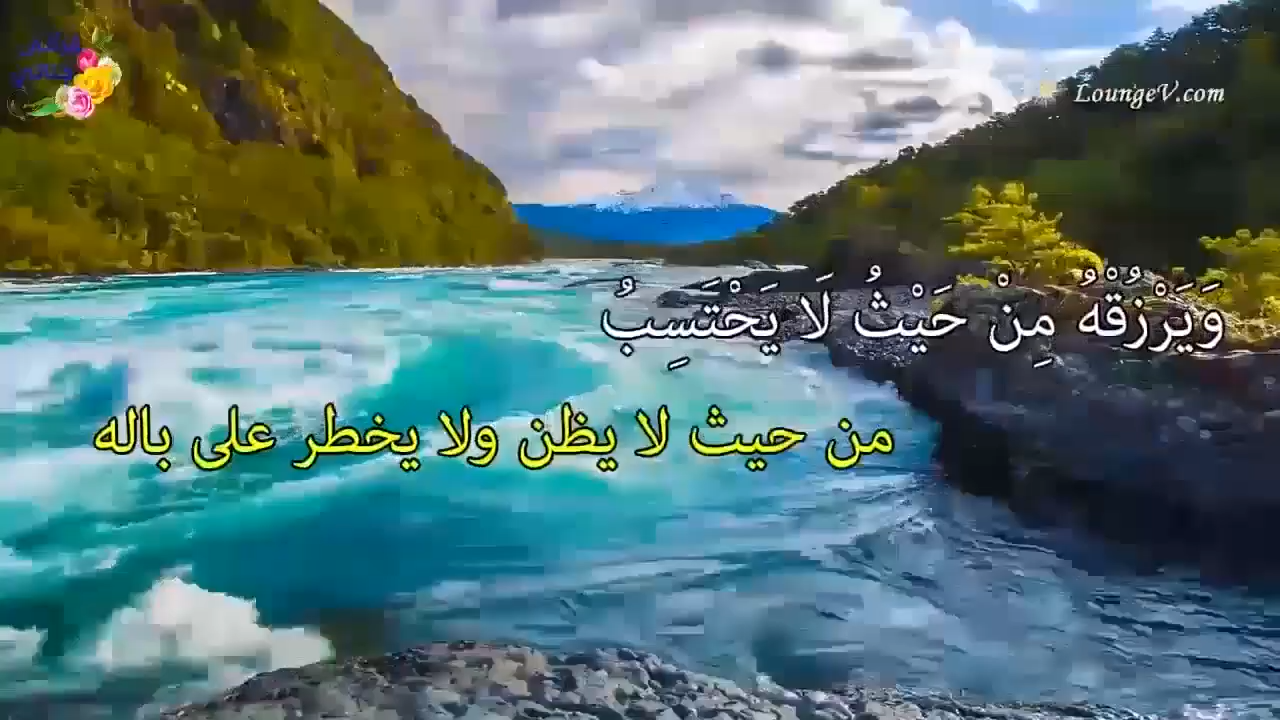 LoungeV.com
وَيَرْزُقْهُ مِنْ حَيْثُ لَا يَحْتَسِبُ
من حيث لا يظن ولا يخطر على باله